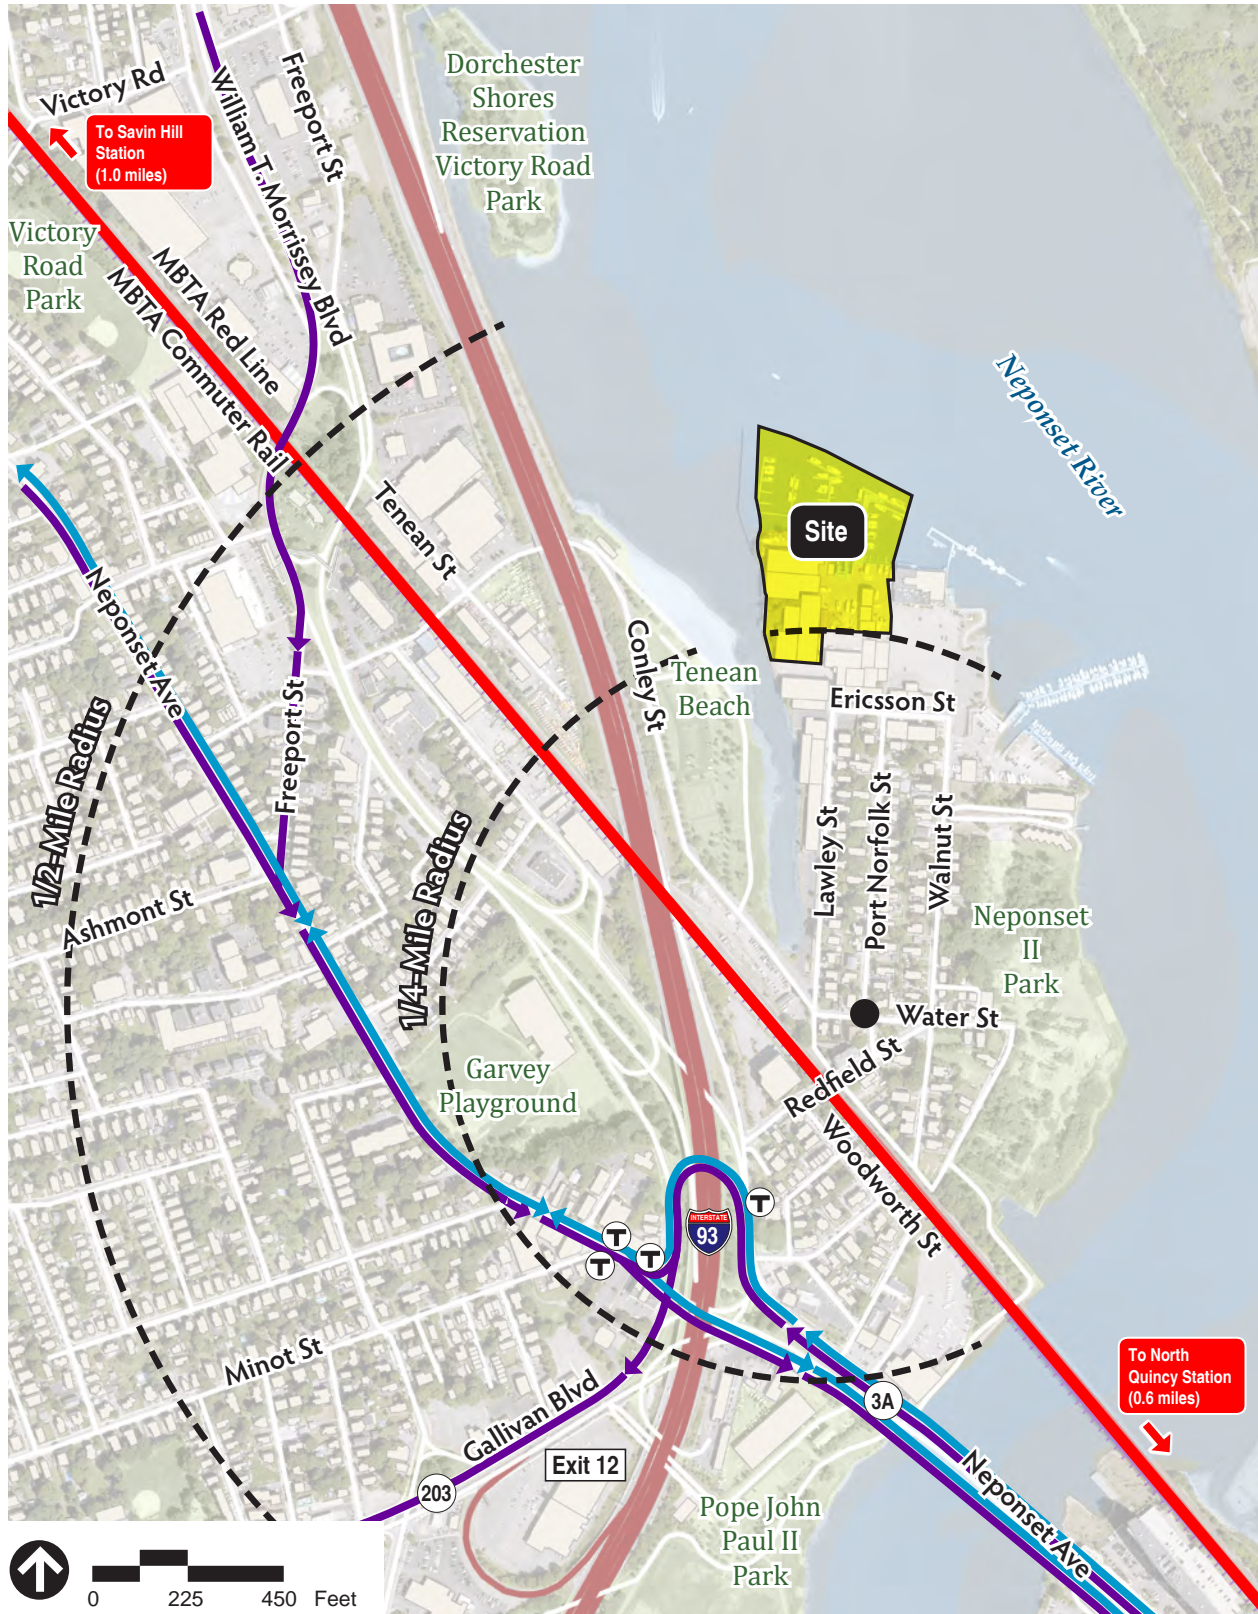 Victory Rd
To Savin Hill
Station
(1.0 miles)
William T. Morrissey Blvd
Freeport St
Dorchester
Shores
Reservation
Victory Road
Park
Victory
Road
Park
MBTA Red Line
MBTA Commuter Rail
Neponset River
Tenean St
Site
Neponset Ave
Conley St
Tenean
Beach
Ericsson St
Freeport St
1/2-Mile Radius
1/4-Mile Radius
Lawley St
Port Norfolk St
Walnut St
Ashmont St
Neponset
II
Park
Water St
Redfield St
Garvey
Playground
Woodworth St
T
T
T
T
INTERSTATE
93
Minot St
To North
Quincy Station
(0.6 miles)
3A
Gallivan Blvd
Exit 12
203
Neponset Ave
Pope John
Paul II
Park
0 225 450 Feet